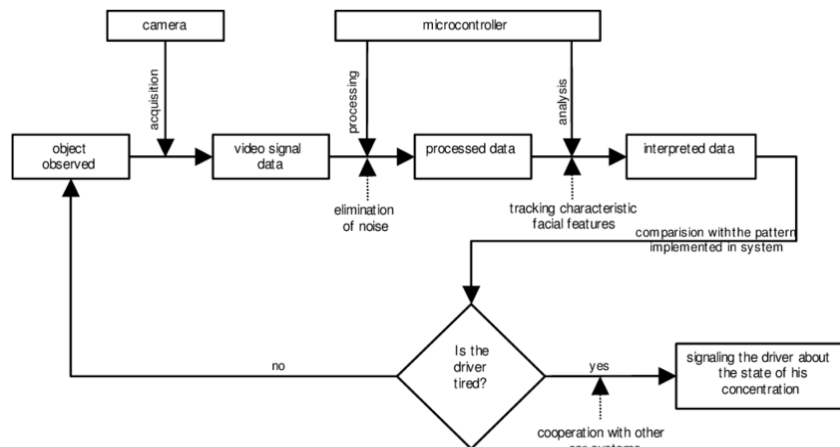 camera
microcontroller
acquisition
processing
analysis
object
observed
video signal
data
processed data
interpreted data
elimination
of noise
tracking characteristic
facial features
comparision with the pattern
implemented in system
Is the
driver
tired?
no
yes
signaling the driver about
the state of his
concentration
cooperation with other